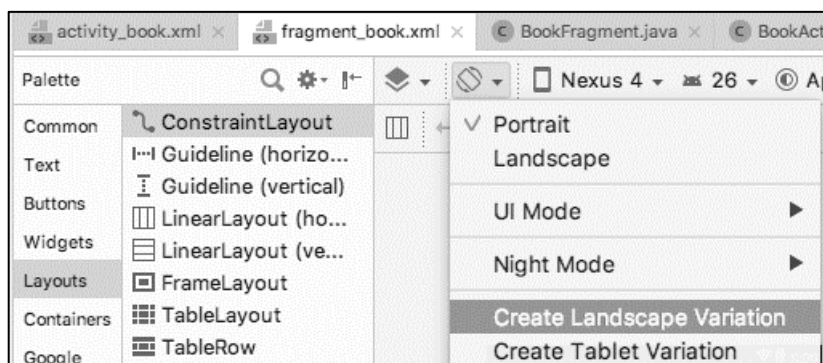 activity_book.xml fragment_book.xml BookFragment.java BookAct
Palette Nexus 4 26 A
Common
Text
Buttons
Widgets
Layouts
Containers
Google
ConstraintLayout
Guideline (horizo...
Guideline (vertical)
LinearLayout (ho...
LinearLayout (ve...
FrameLayout
TableLayout
TableRow
Portrait
Landscape
UI Mode
Night Mode
Create Landscape Variation
Create Tablet Variation